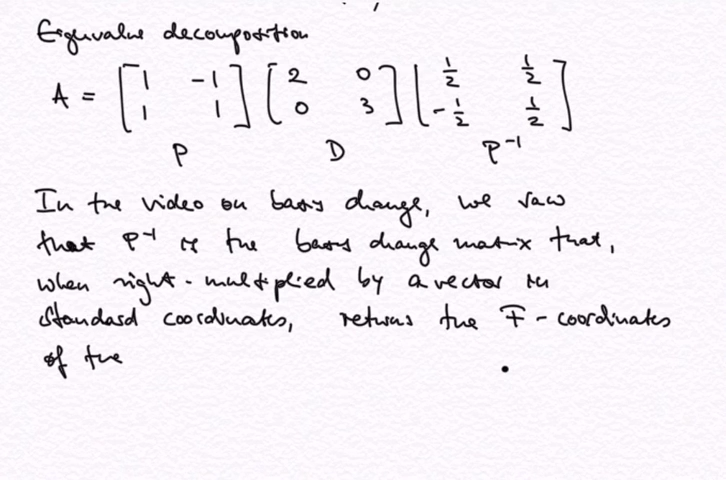 Eigenvalue decomposition
A = [1 -1 1 1] [2 0 0 3] [1/2 1/2 -1/2 1/2]
P D P⁻¹
In the video on basis change, we saw
that P⁻¹ is the basis change matrix that,
when right-multiplied by a vector in
standard coordinates, returns the F-coordinates
of the